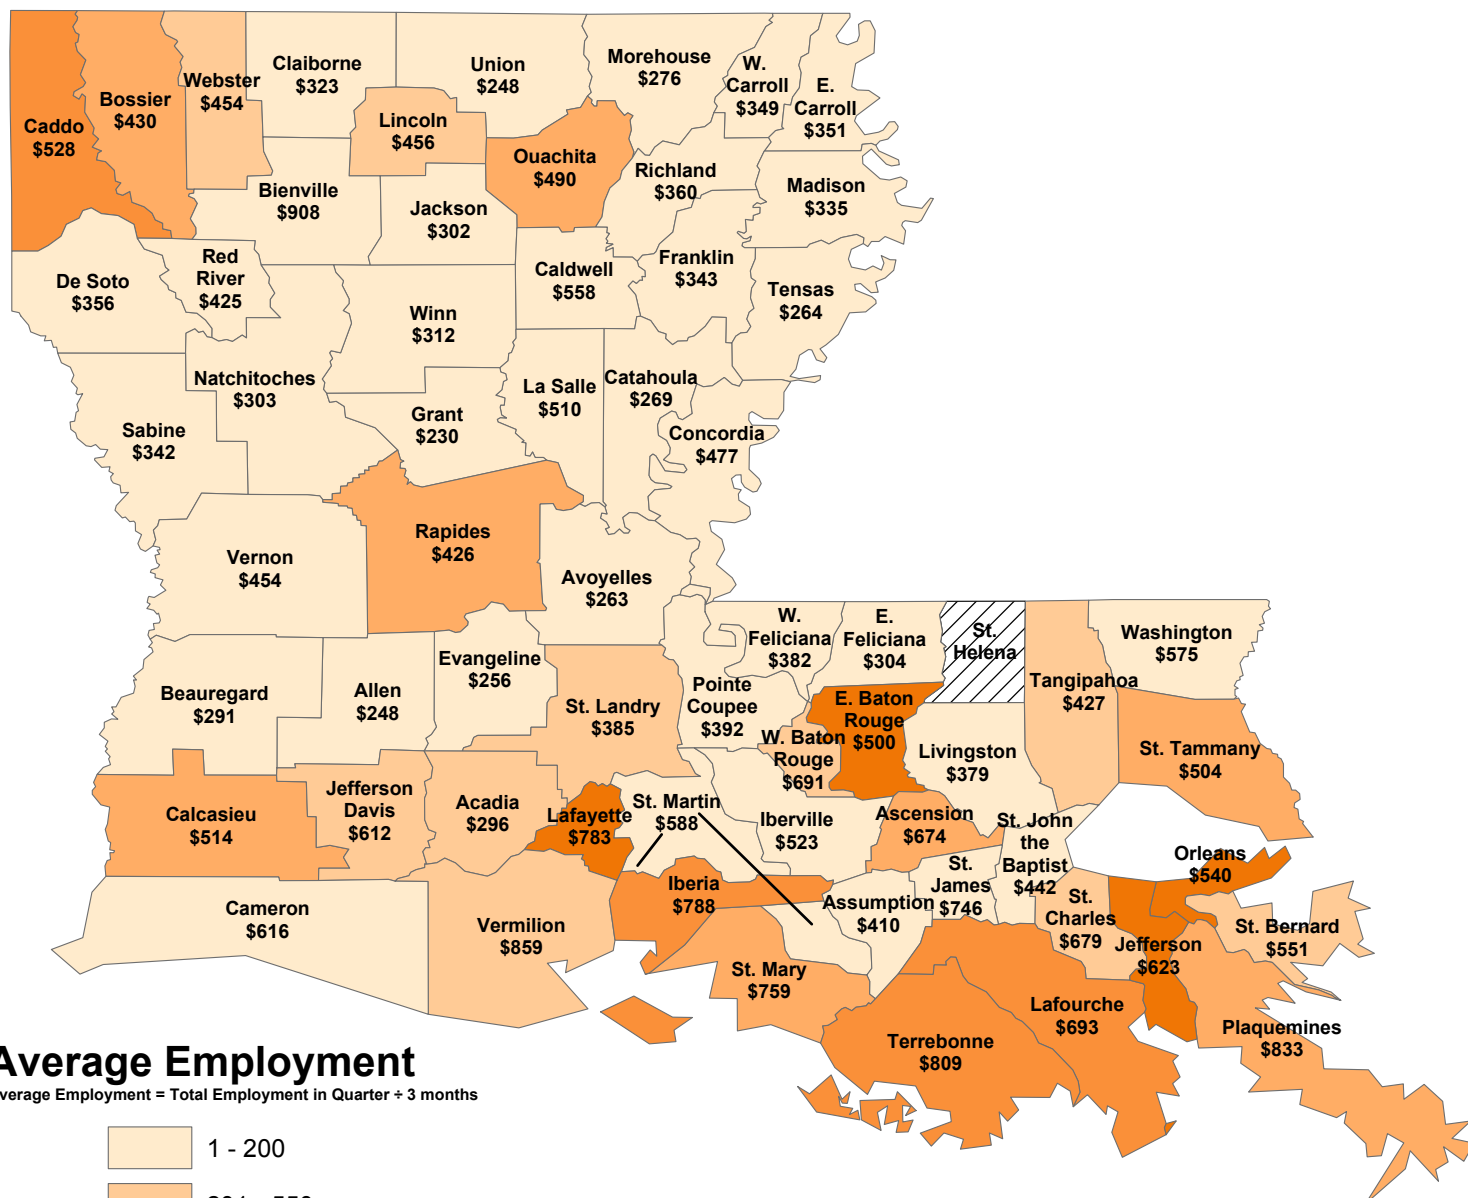 Claiborne
$323
Union
$248
Morehouse
$276
W.
Carroll
$349
E.
Carroll
$351
Webster
$454
Bossier
$430
Caddo
$528
Lincoln
$456
Ouachita
$490
Richland
$360
Madison
$335
Bienville
$908
Jackson
$302
Red
River
$425
De Soto
$356
Caldwell
$558
Franklin
$343
Tensas
$264
Winn
$312
Natchitoches
$303
La Salle
$510
Catahoula
$269
Grant
$230
Sabine
$342
Concordia
$477
Rapides
$426
Vernon
$454
Avoyelles
$263
W.
Feliciana
$382
E.
Feliciana
$304
St.
Helena
Washington
$575
Evangeline
$256
Beauregard
$291
Allen
$248
St. Landry
$385
Pointe
Coupee
$392
E. Baton
Rouge
$500
Tangipahoa
$427
W. Baton
Rouge
$691
Livingston
$379
St. Tammany
$504
Calcasieu
$514
Jefferson
Davis
$612
Acadia
$296
Lafayette
$783
St. Martin
$588
Iberville
$523
Ascension
$674
St. John
the
Baptist
$442
Orleans
$540
St.
James
$746
Iberia
$788
Assumption
$410
St.
Charles
$679
Cameron
$616
Vermilion
$859
Jefferson
$623
St. Bernard
$551
St. Mary
$759
Lafourche
$693
Terrebonne
$809
Plaquemines
$833
Average Employment
verage Employment = Total Employment in Quarter ÷ 3 months
1 - 200